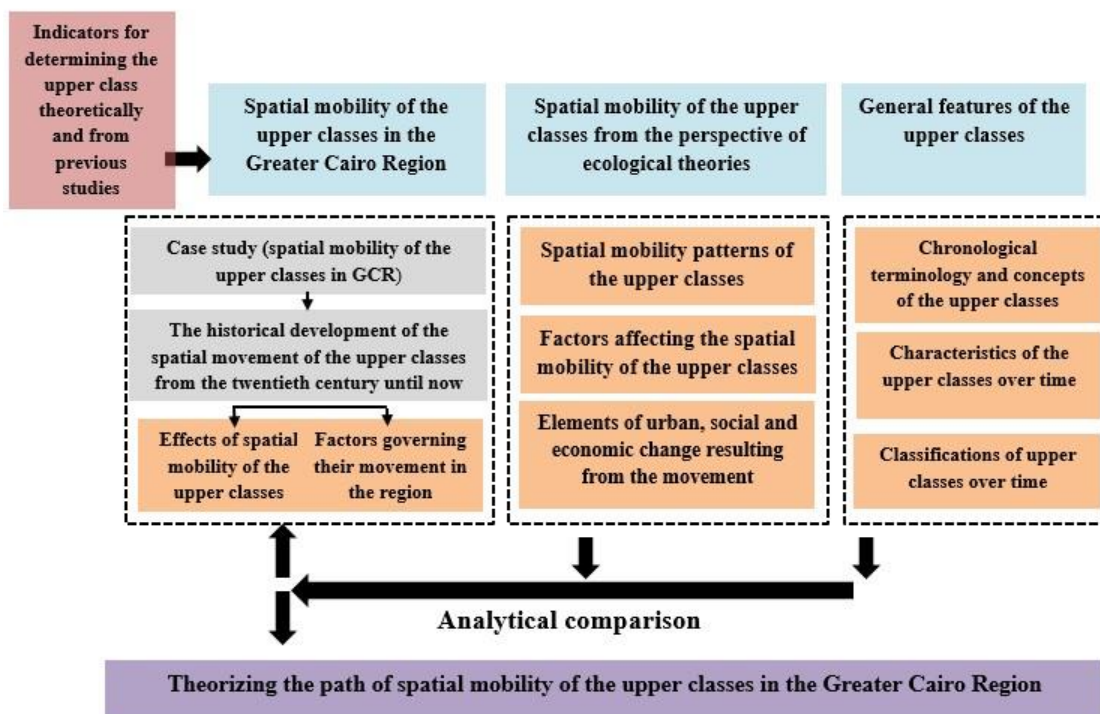 Indicators for
determining the
upper class
theoretically
and from
previous
studies
Spatial mobility of the
upper classes in the
Greater Cairo Region
Spatial mobility of the upper
classes from the perspective of
ecological theories
General features of the
upper classes
Case study (spatial mobility of the
upper classes in GCR)
The historical development of the
spatial movement of the upper classes
from the twentieth century until now
Effects of spatial
mobility of the
upper classes
Factors governing
their movement in
the region
Spatial mobility patterns of
the upper classes
Factors affecting the spatial
mobility of the upper classes
Elements of urban, social and
economic change resulting
from the movement
Chronological
terminology and concepts
of the upper classes
Characteristics of the
upper classes over time
Classifications of upper
classes over time
Analytical comparison
Theorizing the path of spatial mobility of the upper classes in the Greater Cairo Region